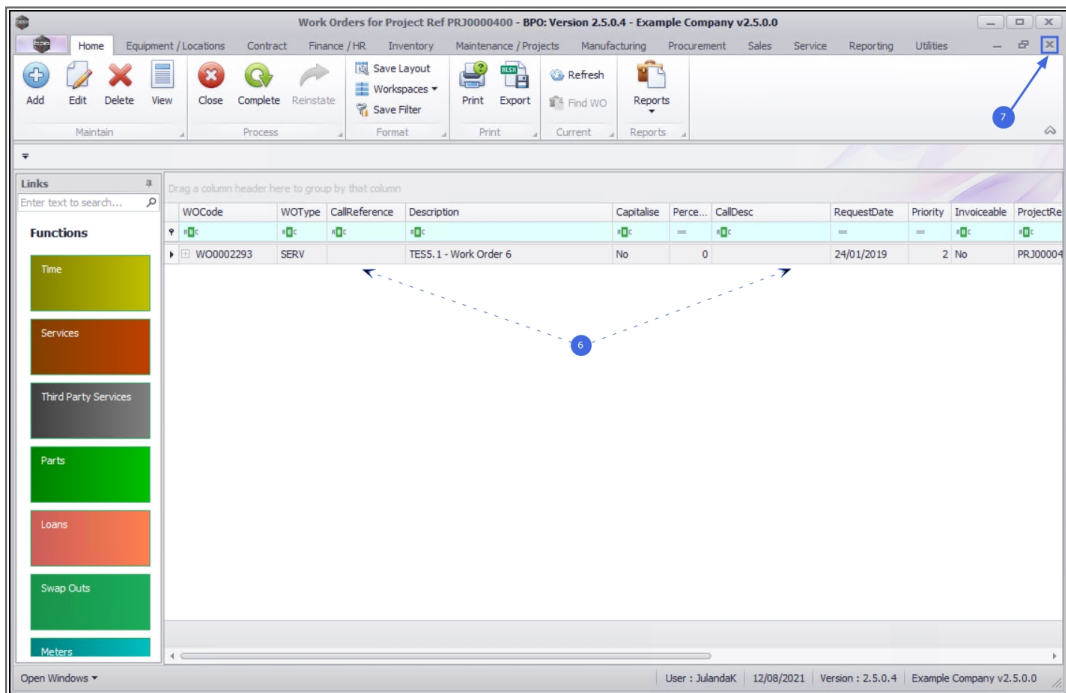 Work Orders for Project Ref PRJ0000400 - BPO: Version 2.5.0.4 - Example Company v2.5.0.0
Home Equipment / Locations Contract Finance / HR Inventory Maintenance / Projects Manufacturing Procurement Sales Service Reporting Utilities
Add Edit Delete View Close Complete Reinstate Save Layout Workspaces Save Filter Print Export Refresh Find WO Reports
Maintain Process Format Print Current Reports
7
Links
Enter text to search...
Drag a column header here to group by that column
WOCode WOType CallReference Description Capitalise Perce... CallDesc RequestDate Priority Invoiceable ProjectRe
WO0002293 SERV TES5.1 - Work Order 6 No 0 24/01/2019 2 No PRJ00004
Functions
Time
Services
Third Party Services
Parts
Loans
Swap Outs
Meters
6
Open Windows User : JulandaK 12/08/2021 Version : 2.5.0.4 Example Company v2.5.0.0